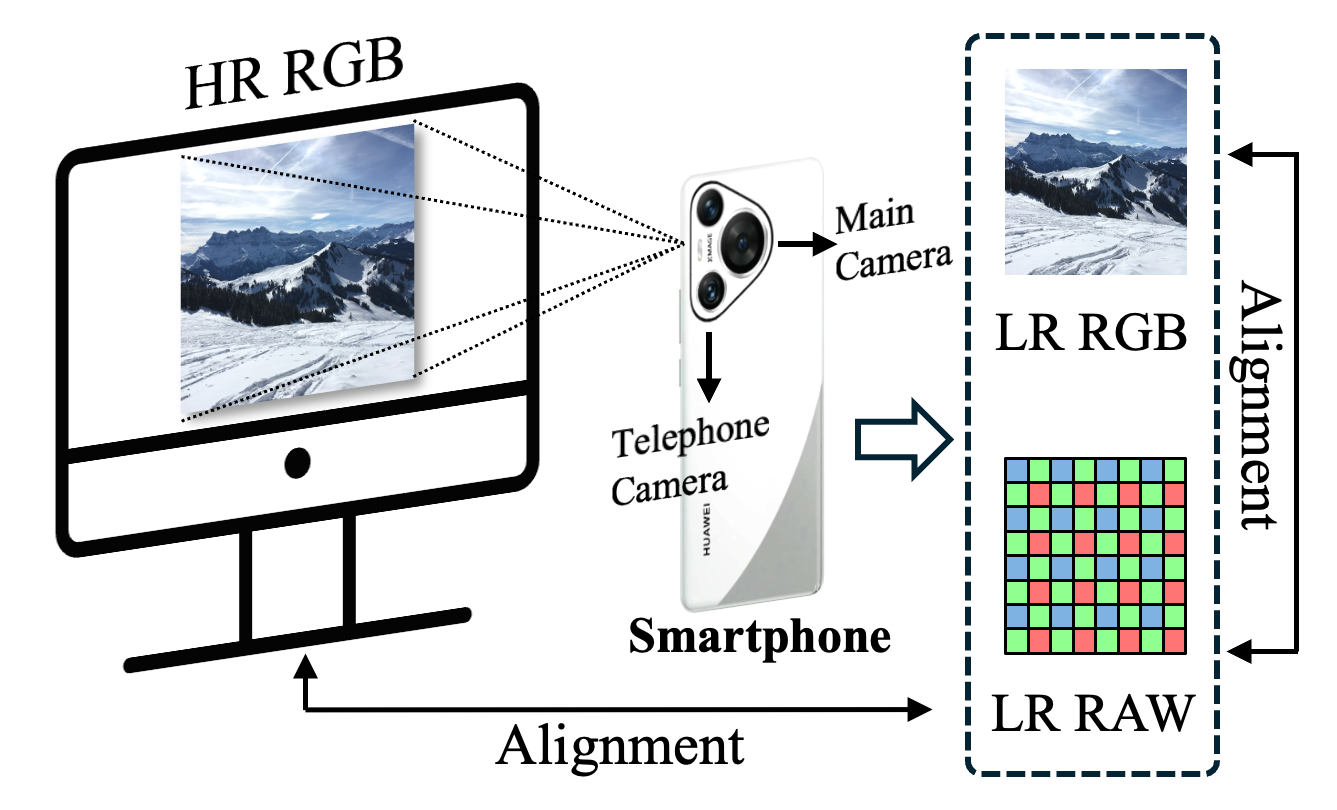 HR RGB
Main
Camera
XMAGE
Telephone
Camera
HUAWEI
Smartphone
Alignment
LR RGB
LR RAW
Alignment